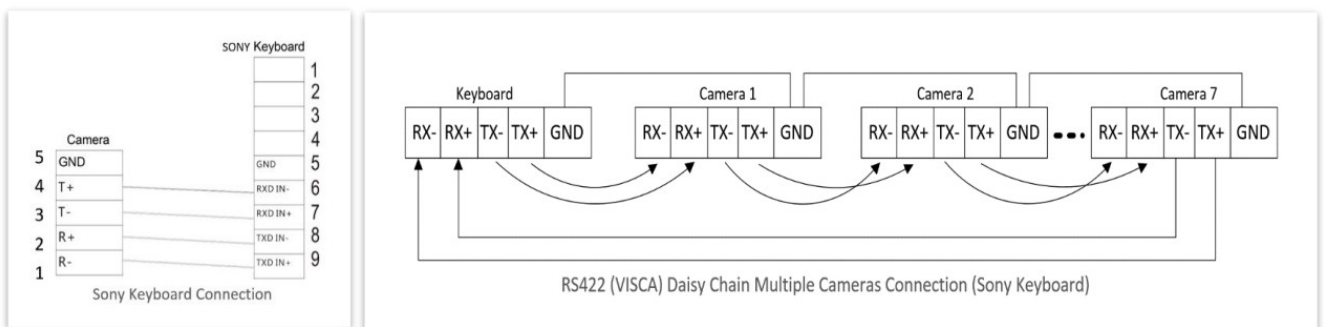 SONY Keyboard
1
2
3
4
GND 5
RXD IN- 6
RXD IN+ 7
TXD IN- 8
TXD IN+ 9
Camera
5 GND
4 T+
3 T-
2 R+
1 R-
Sony Keyboard Connection
Keyboard Camera 1 Camera 2 Camera 7
RX- RX+ TX- TX+ GND RX- RX+ TX- TX+ GND RX- RX+ TX- TX+ GND RX- RX+ TX- TX+ GND
RS422 (VISCA) Daisy Chain Multiple Cameras Connection (Sony Keyboard)